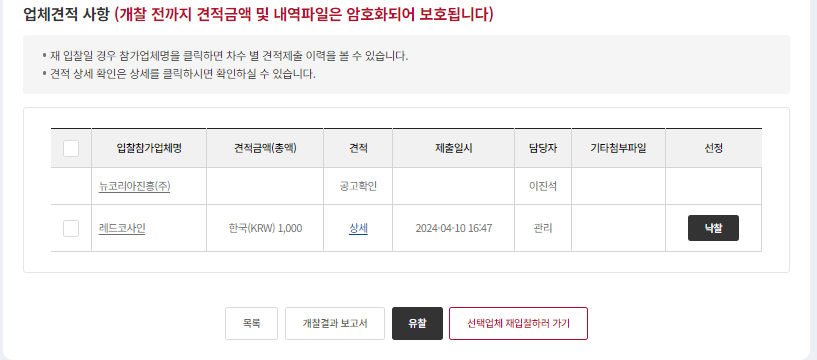 업체견적 사항 (개찰 전까지 견적금액 및 내역파일은 암호화되어 보호됩니다)
• 재 입찰일 경우 참가업체명을 클릭하면 차수 별 견적제출 이력을 볼 수 있습니다.
• 견적 상세 확인은 상세를 클릭하시면 확인하실 수 있습니다.
입찰참가업체명 견적금액(총액) 견적 제출일시 담당자 기타첨부파일 선정
뉴코리아진흥(주) 공고확인 이진석
레드코사인 한국(KRW) 1,000 상세 2024-04-10 16:47 관리 낙찰
목록 개찰결과 보고서 유찰 선택업체 재입찰하러 가기